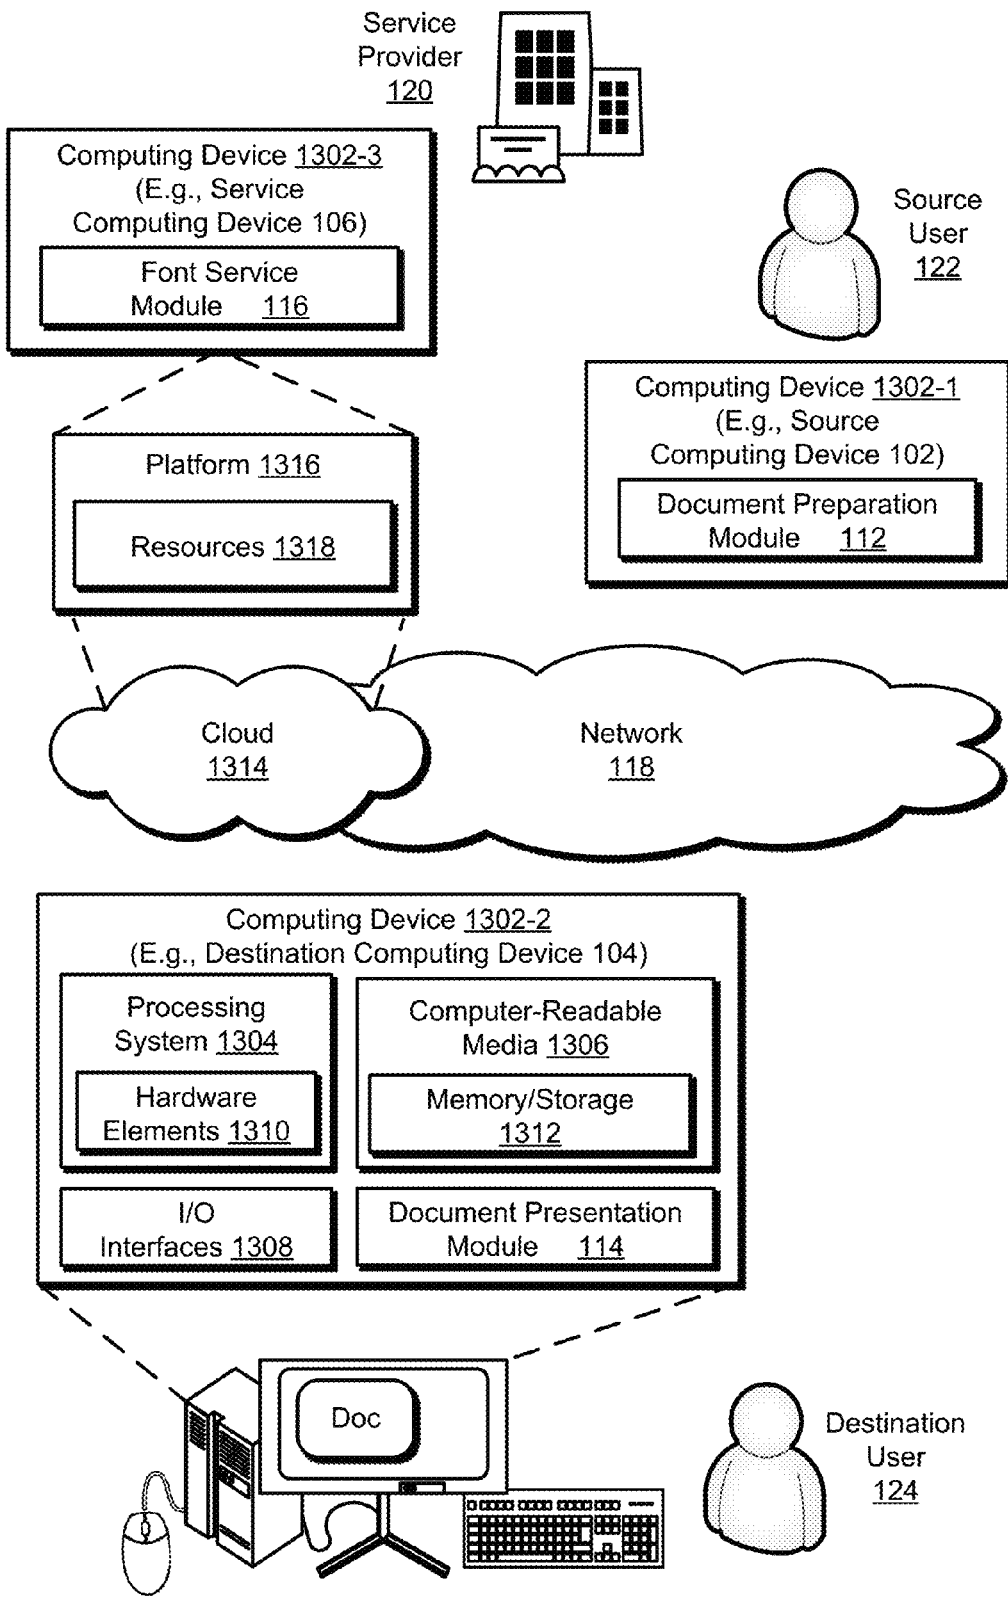 Service
Provider
120
Computing Device 1302-3
(E.g., Service
Computing Device 106)
Font Service
Module 116
Source
User
122
Computing Device 1302-1
(E.g., Source
Computing Device 102)
Document Preparation
Module 112
Platform 1316
Resources 1318
Cloud
1314
Network
118
Computing Device 1302-2
(E.g., Destination Computing Device 104)
Processing
System 1304
Hardware
Elements 1310
Computer-Readable
Media 1306
Memory/Storage
1312
I/O
Interfaces 1308
Document Presentation
Module 114
Doc
Destination
User
124